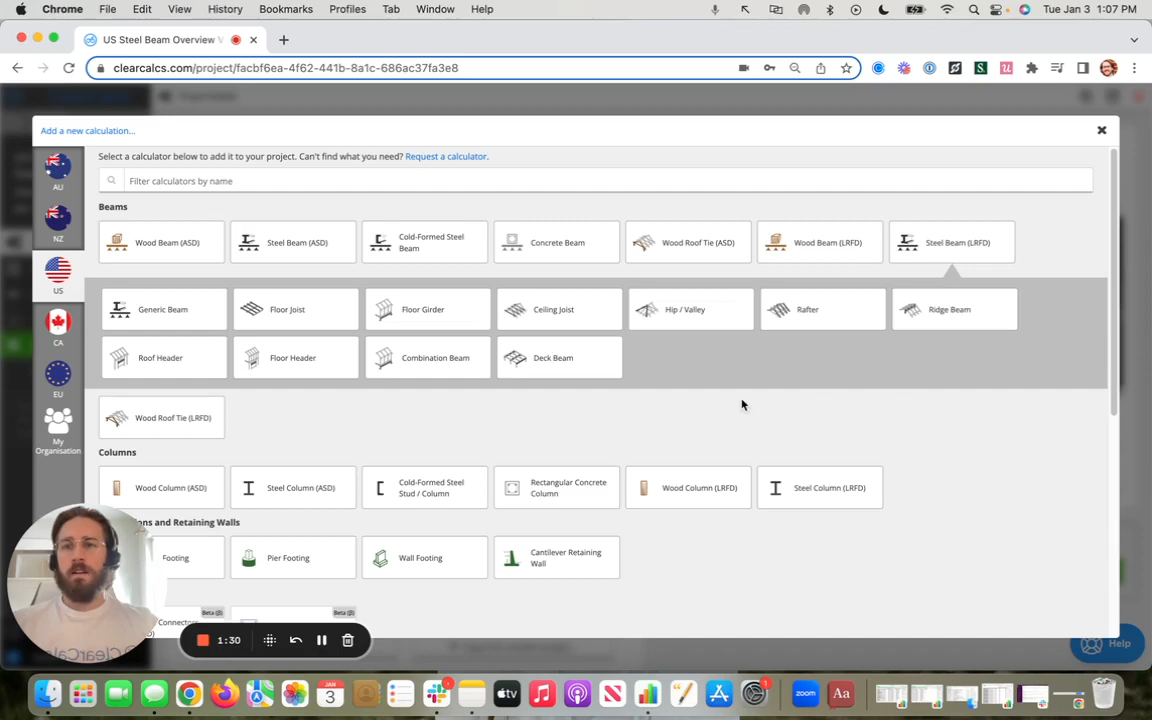 Chrome File Edit View History Bookmarks Profiles Tab Window Help Tue Jan 3 1:07 PM
US Steel Beam Overview V
clearcalcs.com/project/facbf6ea-4f62-441b-8a1c-686ac37fa3e8
Add a new calculation...
AU
NZ
US
CA
EU
My
Organisation
Select a calculator below to add it to your project. Can't find what you need? Request a calculator.
Filter calculators by name
Beams
Wood Beam (ASD)
Steel Beam (ASD)
Cold-Formed Steel
Beam
Concrete Beam
Wood Roof Tie (ASD)
Wood Beam (LRFD)
Steel Beam (LRFD)
Generic Beam
Floor Joist
Floor Girder
Ceiling Joist
Hip / Valley
Rafter
Ridge Beam
Roof Header
Floor Header
Combination Beam
Deck Beam
Wood Roof Tie (LRFD)
Columns
Wood Column (ASD)
Steel Column (ASD)
Cold-Formed Steel
Stud / Column
Rectangular Concrete
Column
Wood Column (LRFD)
Steel Column (LRFD)
ons and Retaining Walls
Footing
Pier Footing
Wall Footing
Cantilever Retaining
Wall
Beta (β)
Beta (β)
Connector
1:30
Help
JAN
3
tv
zoom
Aa